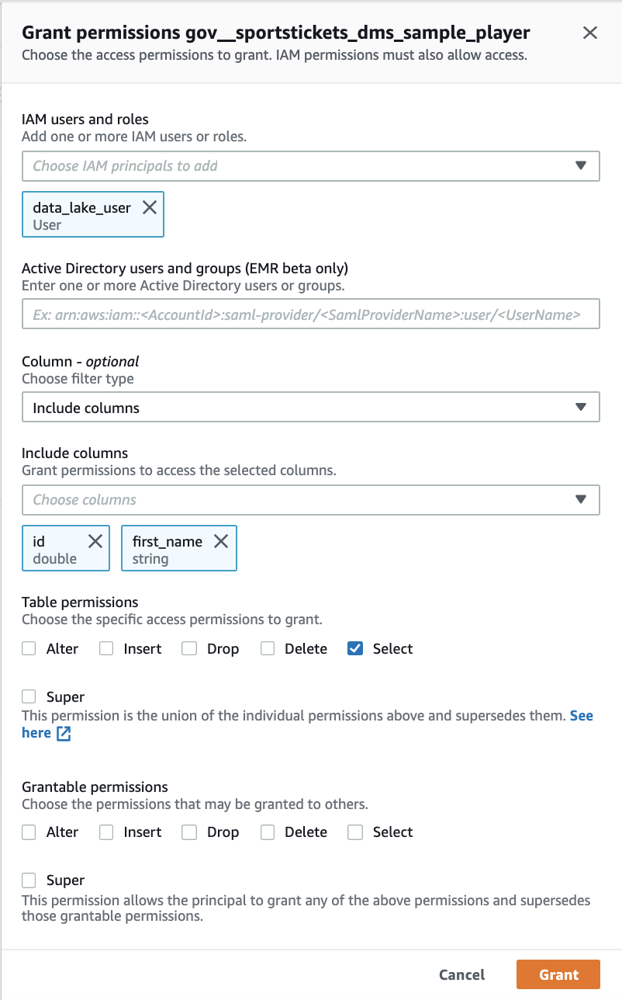 Grant permissions gov__sportstickets_dms_sample_player
Choose the access permissions to grant. IAM permissions must also allow access.
IAM users and roles
Add one or more IAM users or roles.
Choose IAM principals to add
data_lake_user
User
Active Directory users and groups (EMR beta only)
Enter one or more Active Directory users or groups.
Ex: arn:aws:iam::<AccountId>:saml-provider/<SamlProviderName>:user/<UserName>
Column - optional
Choose filter type
Include columns
Include columns
Grant permissions to access the selected columns.
Choose columns
id first_name
double string
Table permissions
Choose the specific access permissions to grant.
Alter Insert Drop Delete Select
Super
This permission is the union of the individual permissions above and supersedes them. See
here
Grantable permissions
Choose the permissions that may be granted to others.
Alter Insert Drop Delete Select
Super
This permission allows the principal to grant any of the above permissions and supersedes
those grantable permissions.
Cancel Grant